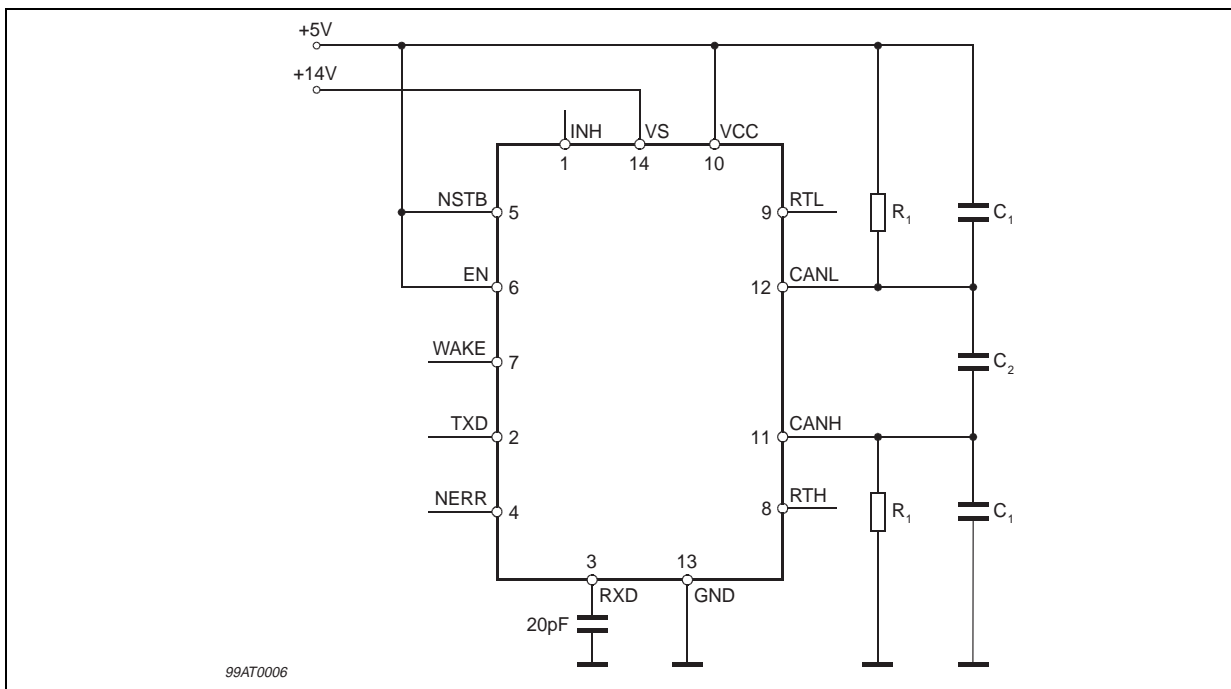 +5V
+14V
INH
VS
VCC
1
14
10
NSTB
5
9
RTL
R1
C1
EN
6
12
CANL
WAKE
7
C2
TXD
2
11
CANH
NERR
4
8
RTH
R1
C1
3
13
RXD
GND
20pF
99AT0006